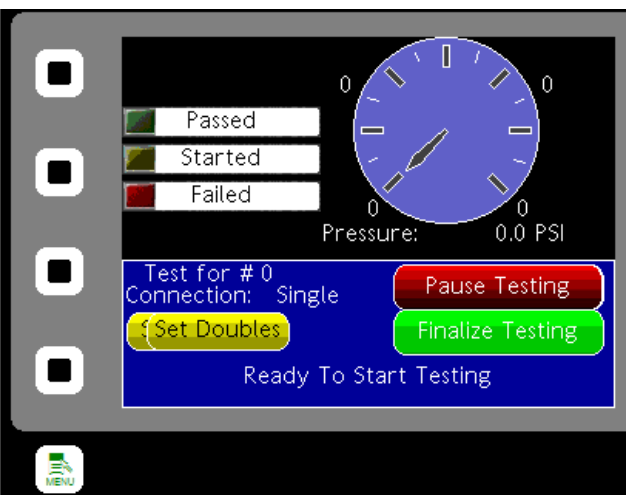 0
0
Passed
Started
Failed
0
0
Pressure: 0.0 PSI
Test for # 0
Connection: Single
Pause Testing
Set Doubles
Finalize Testing
Ready To Start Testing
MENU